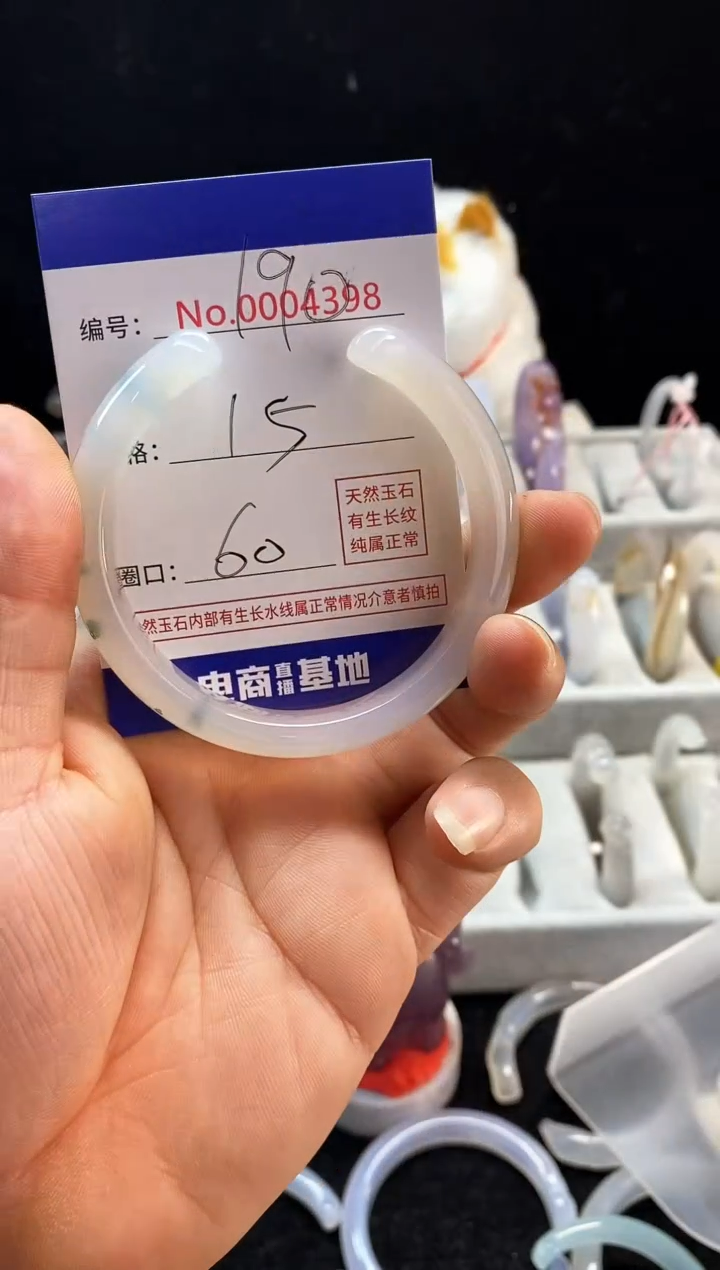 190
编号: No.0004398
格: 15
天然玉石
有生长纹
纯属正常
圈口: 60
然玉石内部有生长水线属正常情况介意者慎拍
电商直播基地